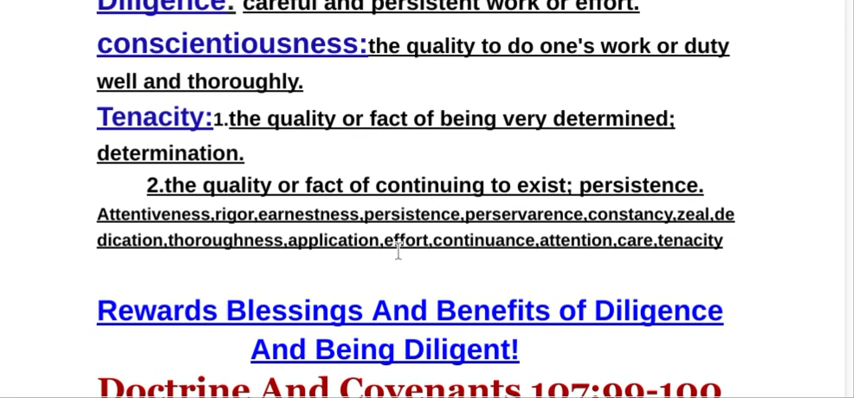 Diligence: careful and persistent work or effort.
conscientiousness:the quality to do one's work or duty
well and thoroughly.
Tenacity:1.the quality or fact of being very determined;
determination.
2.the quality or fact of continuing to exist; persistence.
Attentiveness,rigor,earnestness,persistence,perservarence,constancy,zeal,de
dication,thoroughness,application,effort,continuance,attention,care,tenacity
Rewards Blessings And Benefits of Diligence
And Being Diligent!
Doctrine And Covenants 107:99-100